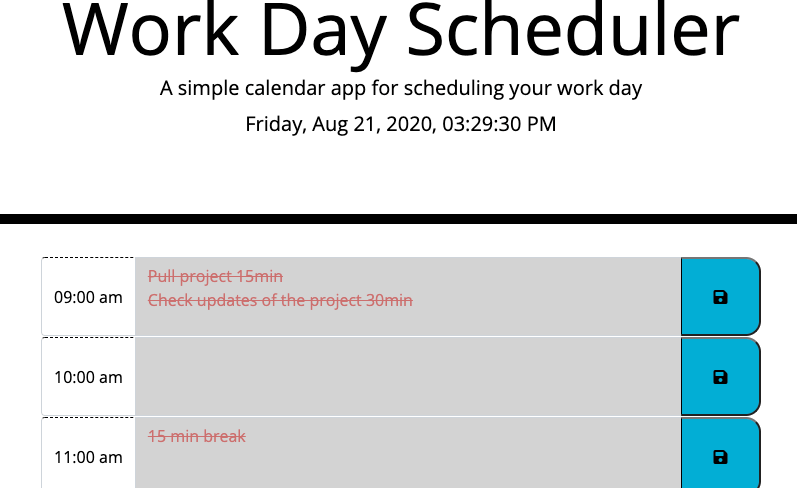 Work Day Scheduler
A simple calendar app for scheduling your work day
Friday, Aug 21, 2020, 03:29:30 PM
09:00 am
Pull project 15min
Check updates of the project 30min
10:00 am
11:00 am
15 min break